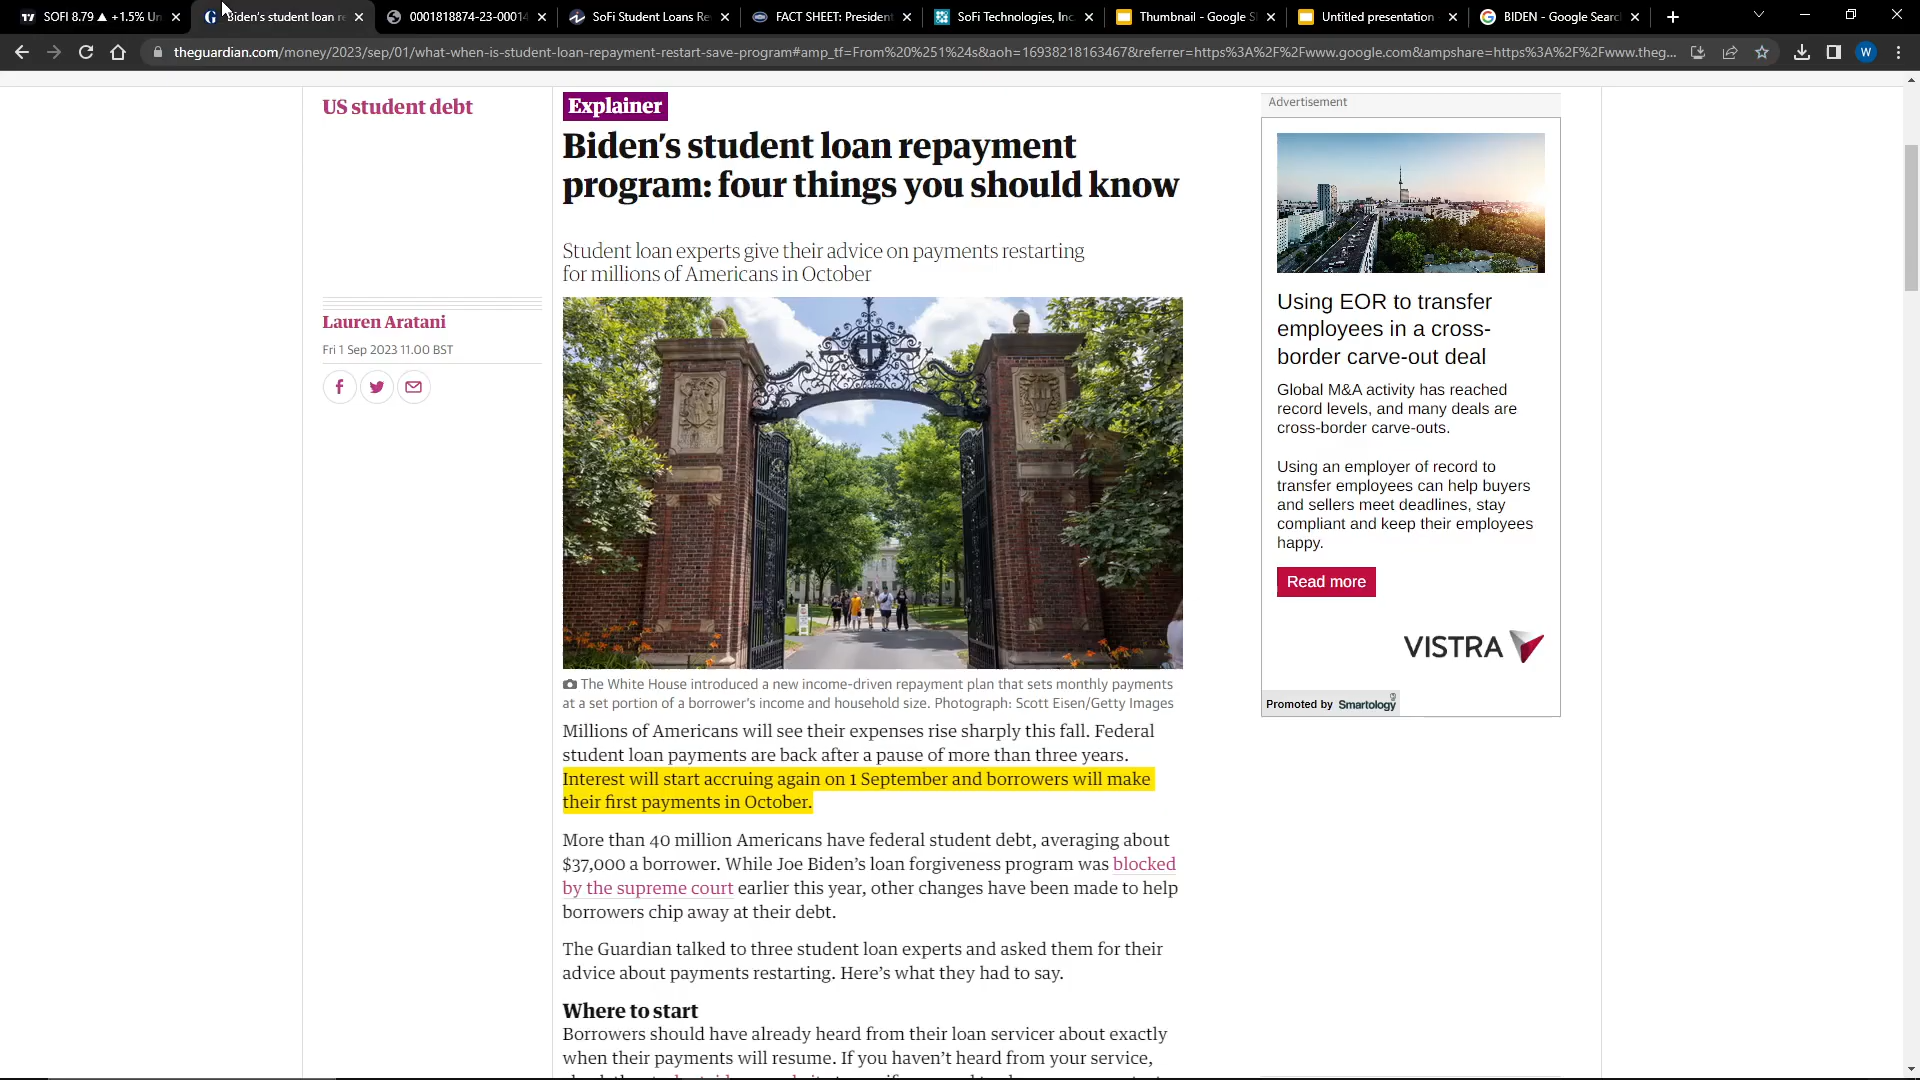 SOFI 8.79 ▲ +1.5% Un
Biden's student loan re
0001818874-23-00014
SoFi Student Loans Re
FACT SHEET: President
SoFi Technologies, Inc.
Thumbnail - Google Sl
Untitled presentation
BIDEN - Google Search
theguardian.com/money/2023/sep/01/what-when-is-student-loan-repayment-restart-save-program#amp_tf=From%20%251%24s&aoh=16938218163467&referrer=https%3A%2F%2Fwww.google.com&ampshare=https%3A%2F%2Fwww.theg...
W
US student debt
Explainer
Biden's student loan repayment
program: four things you should know
Student loan experts give their advice on payments restarting
for millions of Americans in October
Lauren Aratani
Fri 1 Sep 2023 11.00 BST
The White House introduced a new income-driven repayment plan that sets monthly payments
at a set portion of a borrower's income and household size. Photograph: Scott Eisen/Getty Images
Millions of Americans will see their expenses rise sharply this fall. Federal
student loan payments are back after a pause of more than three years.
Interest will start accruing again on 1 September and borrowers will make
their first payments in October.
More than 40 million Americans have federal student debt, averaging about
$37,000 a borrower. While Joe Biden's loan forgiveness program was blocked
by the supreme court earlier this year, other changes have been made to help
borrowers chip away at their debt.
The Guardian talked to three student loan experts and asked them for their
advice about payments restarting. Here's what they had to say.
Where to start
Borrowers should have already heard from their loan servicer about exactly
when their payments will resume. If you haven't heard from your service,
Advertisement
Using EOR to transfer
employees in a cross-
border carve-out deal
Global M&A activity has reached
record levels, and many deals are
cross-border carve-outs.
Using an employer of record to
transfer employees can help buyers
and sellers meet deadlines, stay
compliant and keep their employees
happy.
Read more
VISTRA
Promoted by Smartology